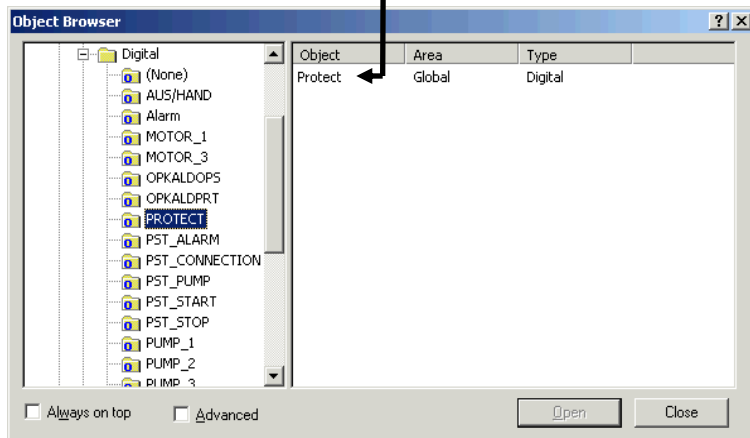 Object Browser
Digital
(None)
AUS/HAND
Alarm
MOTOR_1
MOTOR_3
OPKALDOPS
OPKALDPRT
PROTECT
PST_ALARM
PST_CONNECTION
PST_PUMP
PST_START
PST_STOP
PUMP_1
PUMP_2
PUMP_3
Object Area Type
Protect Global Digital
Always on top Advanced Open Close